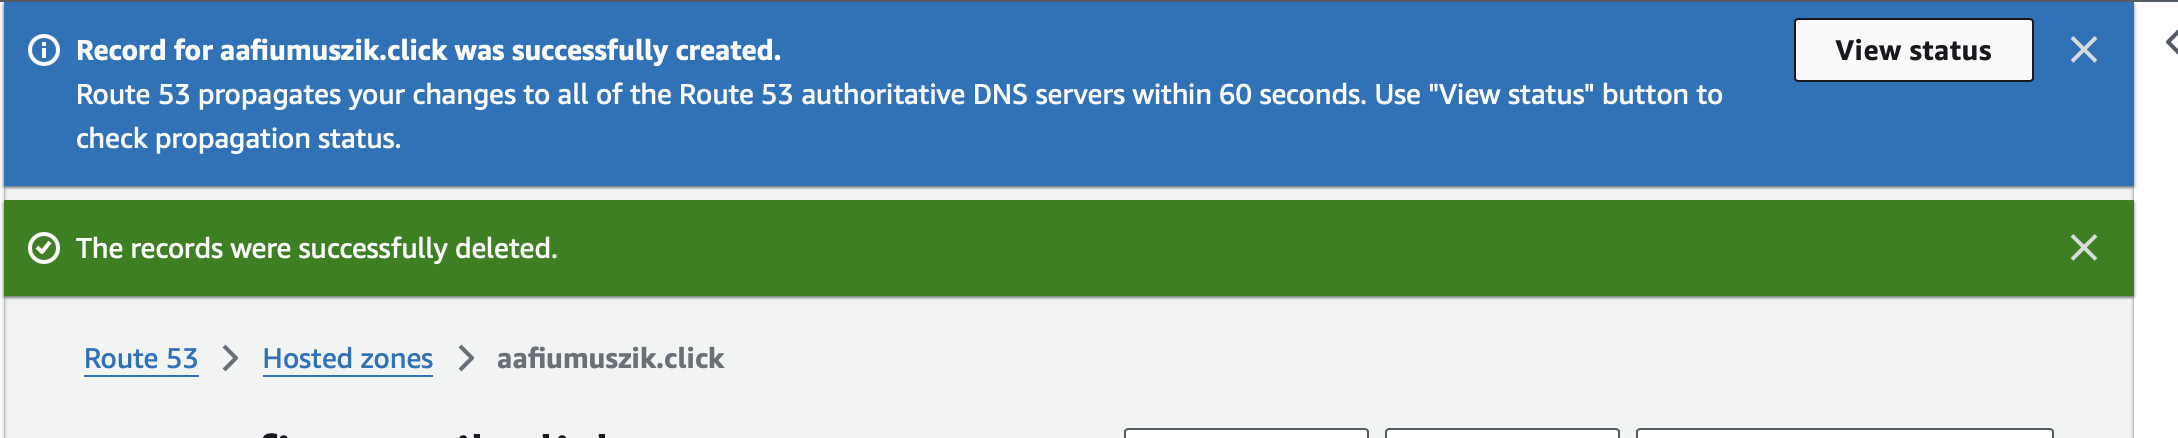 Record for aafiumuszik.click was successfully created.
View status
Route 53 propagates your changes to all of the Route 53 authoritative DNS servers within 60 seconds. Use "View status" button to
check propagation status.
The records were successfully deleted.
Route 53 > Hosted zones > aafiumuszik.click